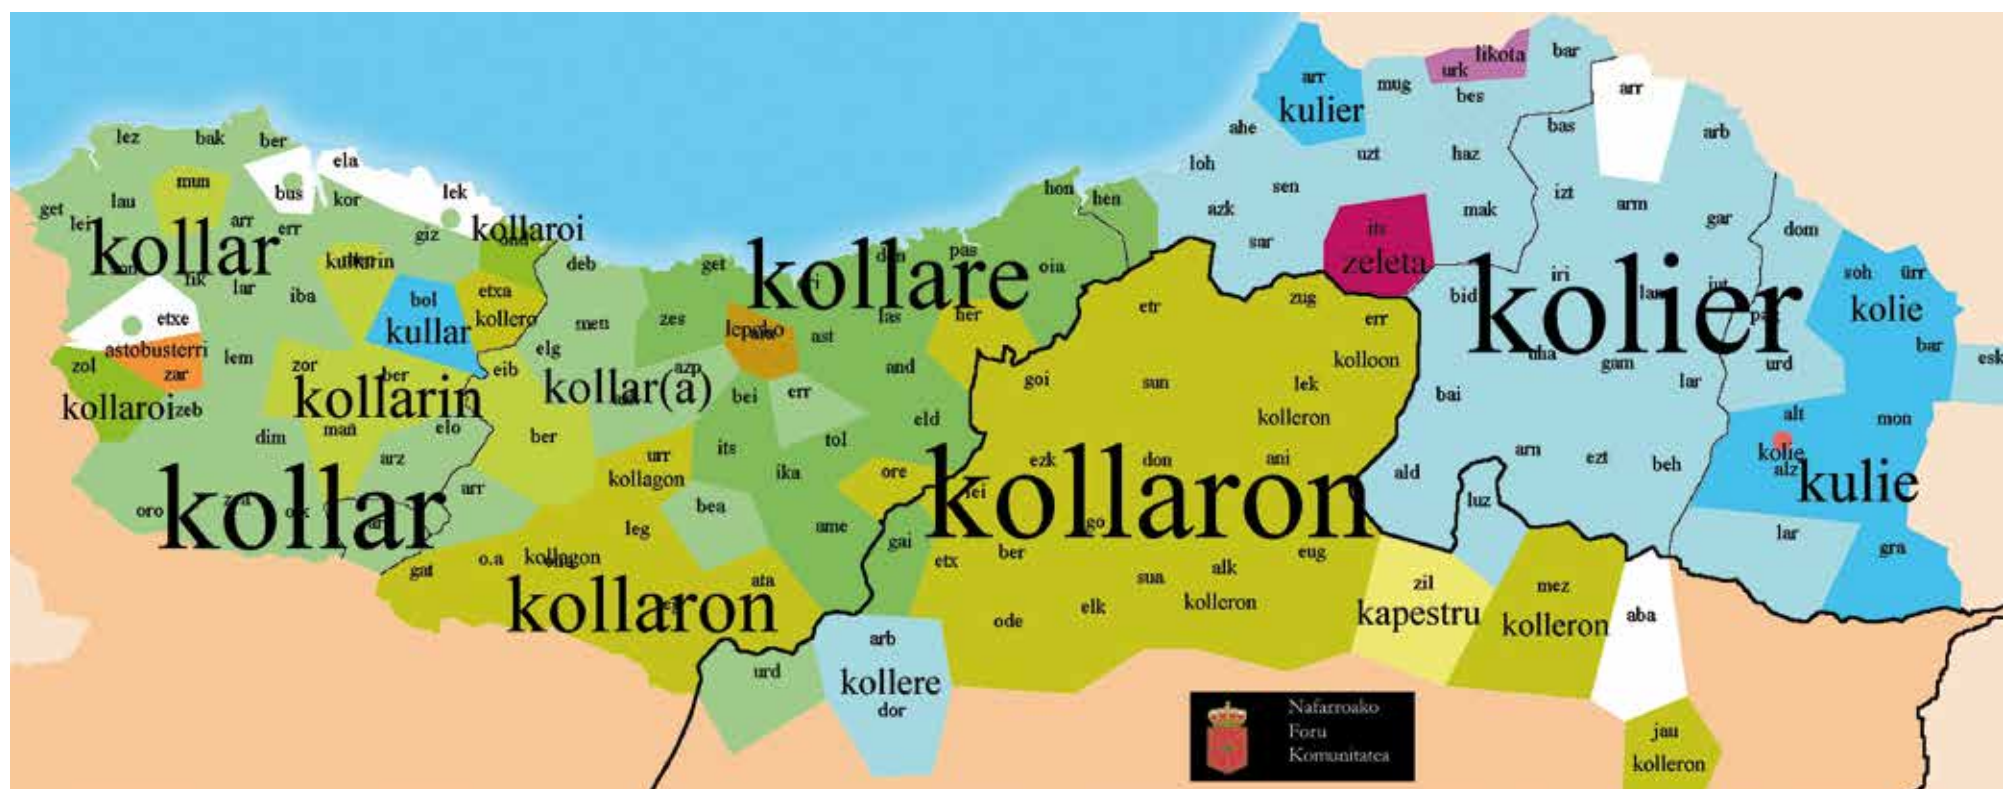 likota
bar
arr
urk
mug
arr
bes
kulier
lez
bak
ber
ahe
bas
arb
ela
uzt
haz
loh
mun
bus
kor
lek
hon
hen
sen
izt
get
lau
azk
mak
arm
lei
arr
err
giz
kollaroi
its
gar
dom
kollar
sar
pas
zeleta
deb
get
kollare
oia
iri
soh
ürr
lar
iba
bol
etxa
etr
zug
bid
kolier
kolie
etxe
kullar
kollero
men
zes
ast
her
err
astobusterri
elg
kolloon
bar
esk
zol
zar
lem
zor
ber
eib
kollar(a)
azp
bei
err
and
goi
sun
lek
gam
urd
lar
kollaroi
zeb
kollarin
bai
kolleron
alt
mon
dim
man
elo
ber
eld
its
tol
arz
urr
ezk
don
ani
arn
ezt
beh
kolie
alz
kollagon
ika
ore
ald
kulie
arr
bea
kollaron
luz
oro
kollar
leg
ame
gai
go
lar
gat
o.a
kollagon
etx
ber
eug
gra
ata
sua
alk
zil
mez
kollaron
elk
kolleron
kapestru
kolleron
aba
ode
arb
urd
kollere
dor
Nafarroako
Foru
Komunitatea
jau
kolleron